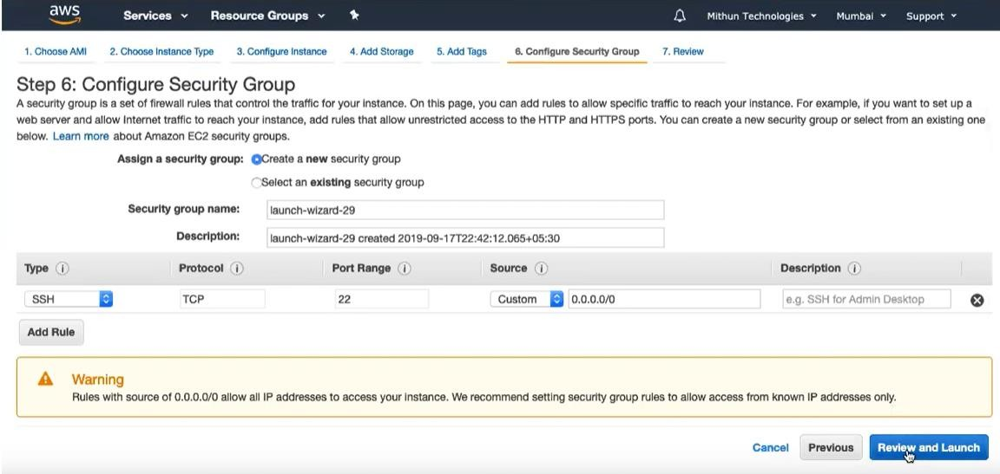 aws Services Resource Groups Mithun Technologies Mumbai Support
1. Choose AMI 2. Choose Instance Type 3. Configure Instance 4. Add Storage 5. Add Tags 6. Configure Security Group 7. Review
Step 6: Configure Security Group
A security group is a set of firewall rules that control the traffic for your instance. On this page, you can add rules to allow specific traffic to reach your instance. For example, if you want to set up a
web server and allow Internet traffic to reach your instance, add rules that allow unrestricted access to the HTTP and HTTPS ports. You can create a new security group or select from an existing one
below. Learn more about Amazon EC2 security groups.
Assign a security group: Create a new security group
Select an existing security group
Security group name: launch-wizard-29
Description: launch-wizard-29 created 2019-09-17T22:42:12.065+05:30
Type i Protocol i Port Range i Source i Description i
SSH TCP 22 Custom 0.0.0.0/0 e.g. SSH for Admin Desktop
Add Rule
Warning
Rules with source of 0.0.0.0/0 allow all IP addresses to access your instance. We recommend setting security group rules to allow access from known IP addresses only.
Cancel Previous Review and Launch